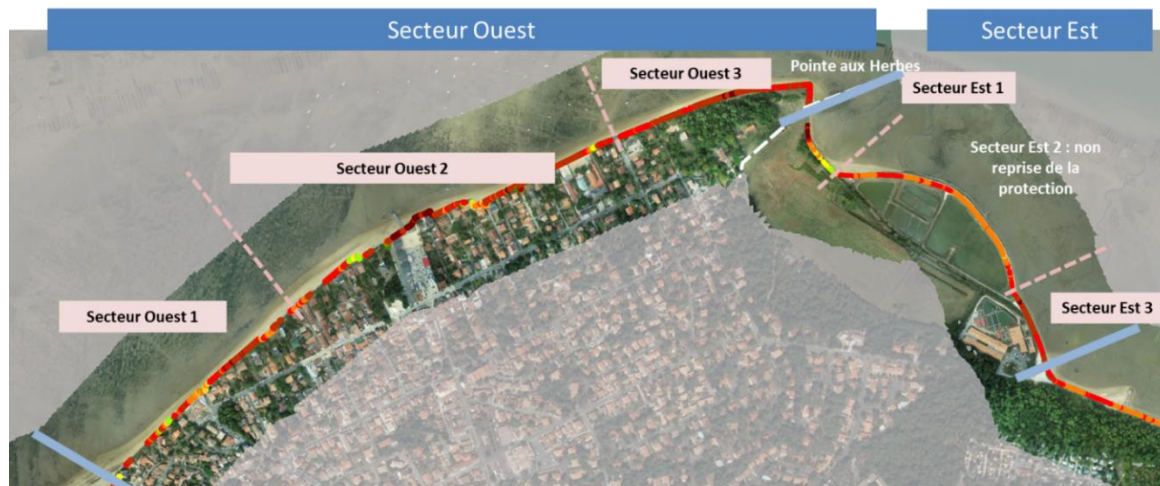 Secteur Ouest
Secteur Est
Pointe aux Herbes
Secteur Ouest 3
Secteur Est 1
Secteur Ouest 2
Secteur Est 2 : non
reprise de la
protection
Secteur Ouest 1
Secteur Est 3